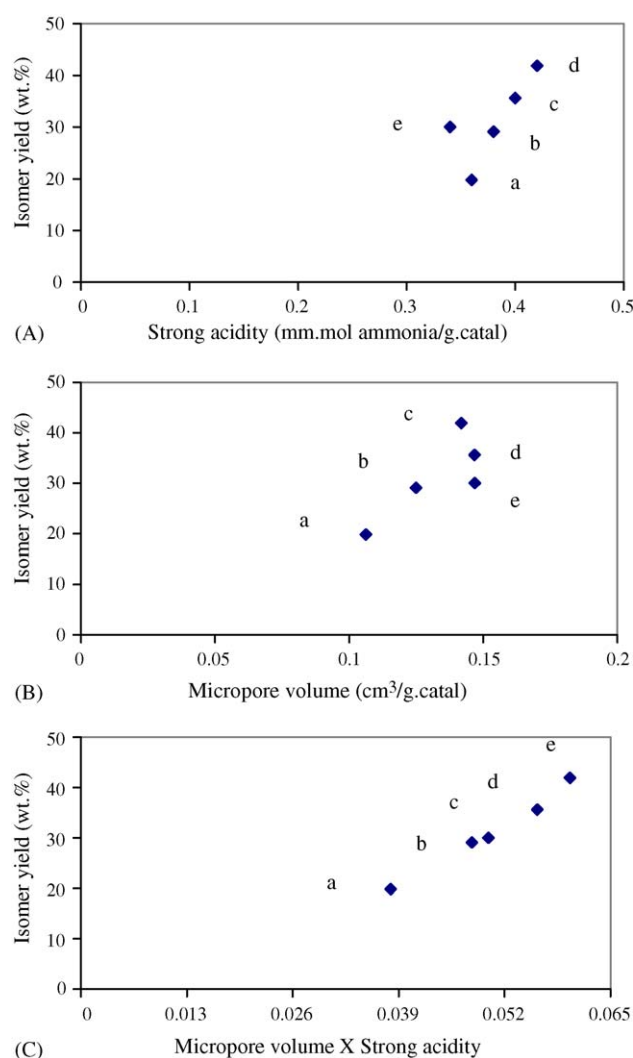 50
40
30
20
10
0
Isomer yield (wt.%)
d
c
e
b
a
0
0.1
0.2
0.3
0.4
0.5
(A)
Strong acidity (mm.mol ammonia/g.catal)
50
40
30
20
10
0
Isomer yield (wt.%)
c
b
d
e
a
0
0.05
0.1
0.15
0.2
(B)
Micropore volume (cm³/g.catal)
50
40
30
20
10
0
Isomer yield (wt.%)
e
d
c
b
a
0
0.013
0.026
0.039
0.052
0.065
(C)
Micropore volume X Strong acidity